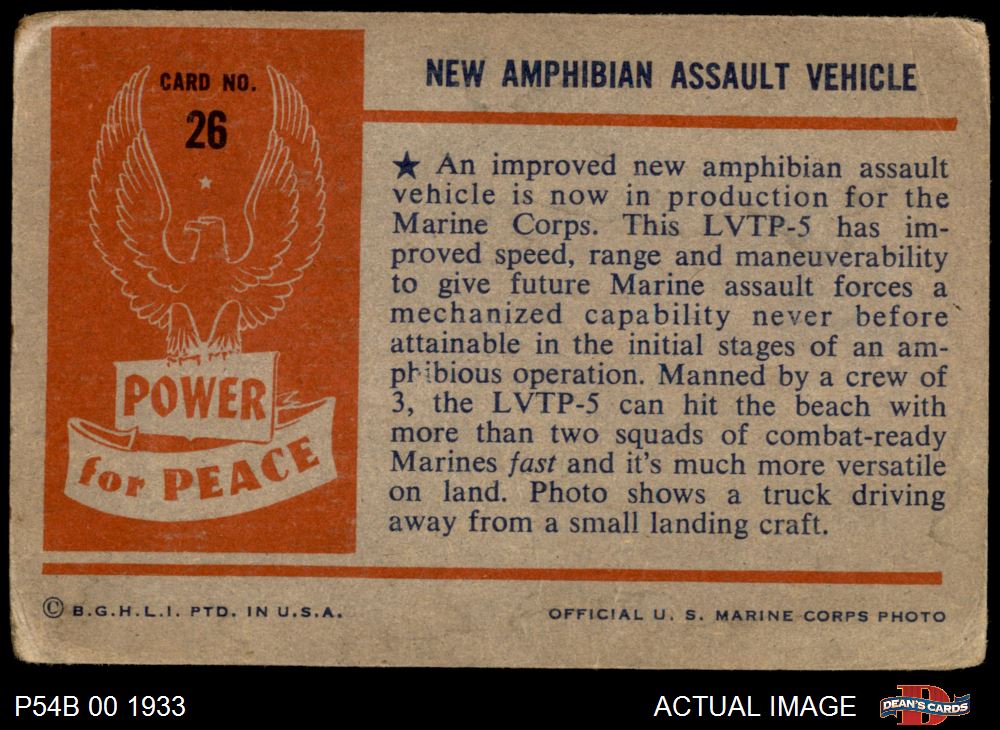 CARD NO.
26
POWER
for PEACE
NEW AMPHIBIAN ASSAULT VEHICLE
★ An improved new amphibian assault
vehicle is now in production for the
Marine Corps. This LVTP-5 has im-
proved speed, range and maneuverability
to give future Marine assault forces a
mechanized capability never before
attainable in the initial stages of an am-
phibious operation. Manned by a crew of
3, the LVTP-5 can hit the beach with
more than two squads of combat-ready
Marines fast and it's much more versatile
on land. Photo shows a truck driving
away from a small landing craft.
© B.G.H.L.I. PTD. IN U.S.A.
OFFICIAL U. S. MARINE CORPS PHOTO
P54B 00 1933
ACTUAL IMAGE
D
DEAN'S CARDS